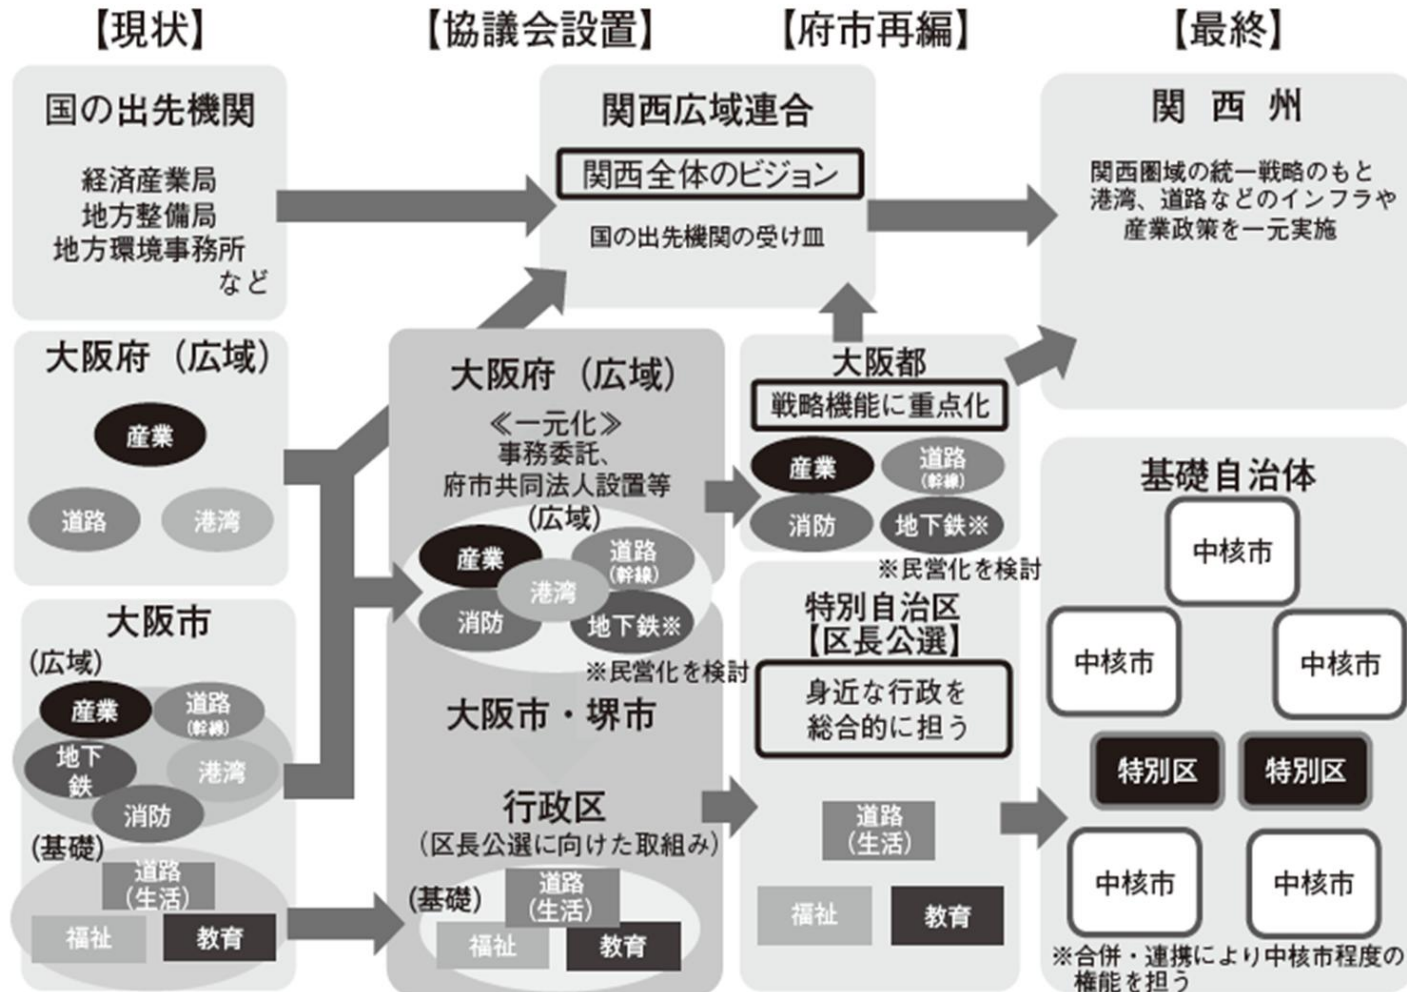 【現状】
【協議会設置】
【府市再編】
【最終】
国の出先機関
経済産業局
地方整備局
地方環境事務所
など
大阪府（広域）
産業
道路
港湾
大阪市
(広域)
産業
道路
(幹線)
地下
鉄
港湾
消防
(基礎)
道路
(生活)
福祉
教育
関西広域連合
関西全体のビジョン
国の出先機関の受け皿
大阪府（広域）
≪一元化≫
事務委託、
府市共同法人設置等
(広域)
産業
道路
(幹線)
港湾
消防
地下鉄※
※民営化を検討
大阪市・堺市
行政区
（区長公選に向けた取組み）
(基礎)
道路
(生活)
福祉
教育
大阪都
戦略機能に重点化
産業
道路
(幹線)
消防
地下鉄※
※民営化を検討
特別自治区
【区長公選】
身近な行政を
総合的に担う
道路
(生活)
福祉
教育
関西州
関西圏域の統一戦略のもと
港湾、道路などのインフラや
産業政策を一元実施
基礎自治体
中核市
中核市
中核市
特別区
特別区
中核市
中核市
※合併・連携により中核市程度の
権能を担う